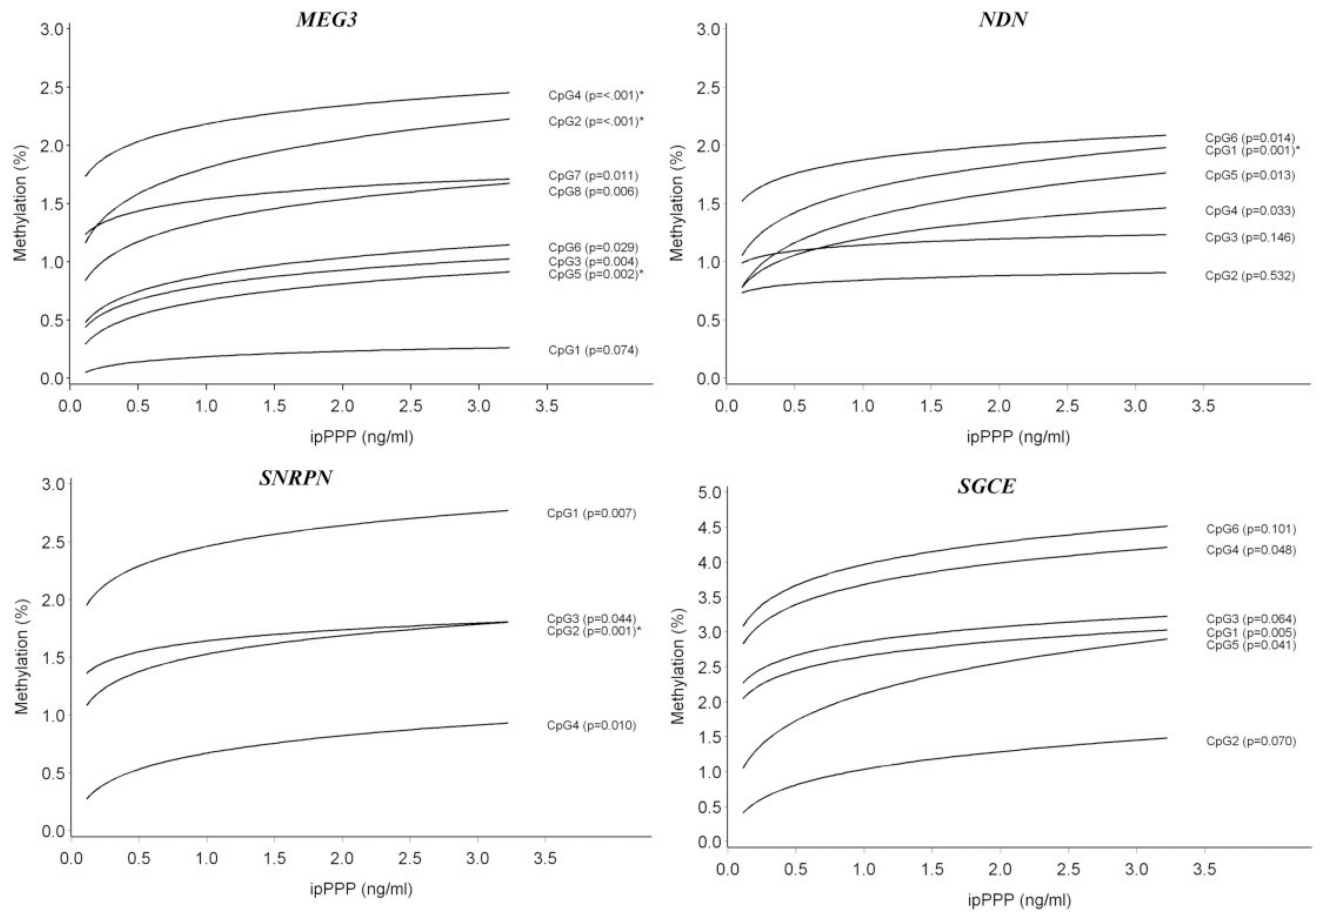 MEG3
3.0
2.5
2.0
1.5
1.0
0.5
0.0
Methylation (%)
CpG4 (p=<.001)*
CpG2 (p=<.001)*
CpG7 (p=0.011)
CpG8 (p=0.006)
CpG6 (p=0.029)
CpG3 (p=0.004)
CpG5 (p=0.002)*
CpG1 (p=0.074)
0.0 0.5 1.0 1.5 2.0 2.5 3.0 3.5
ipPPP (ng/ml)
NDN
3.0
2.5
2.0
1.5
1.0
0.5
0.0
Methylation (%)
CpG6 (p=0.014)
CpG1 (p=0.001)*
CpG5 (p=0.013)
CpG4 (p=0.033)
CpG3 (p=0.146)
CpG2 (p=0.532)
0.0 0.5 1.0 1.5 2.0 2.5 3.0 3.5
ipPPP (ng/ml)
SNRPN
3.0
2.5
2.0
1.5
1.0
0.5
0.0
Methylation (%)
CpG1 (p=0.007)
CpG3 (p=0.044)
CpG2 (p=0.001)*
CpG4 (p=0.010)
0.0 0.5 1.0 1.5 2.0 2.5 3.0 3.5
ipPPP (ng/ml)
SGCE
5.0
4.5
4.0
3.5
3.0
2.5
2.0
1.5
1.0
0.5
0.0
Methylation (%)
CpG6 (p=0.101)
CpG4 (p=0.048)
CpG3 (p=0.064)
CpG1 (p=0.005)
CpG5 (p=0.041)
CpG2 (p=0.070)
0.0 0.5 1.0 1.5 2.0 2.5 3.0 3.5
ipPPP (ng/ml)